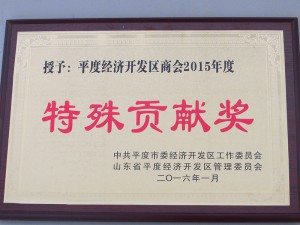 授予：平度经济开发区商会2015年度
特殊贡献奖
中共平度市委经济开发区工作委员会
山东省平度经济开发区管理委员会
二〇一六年一月